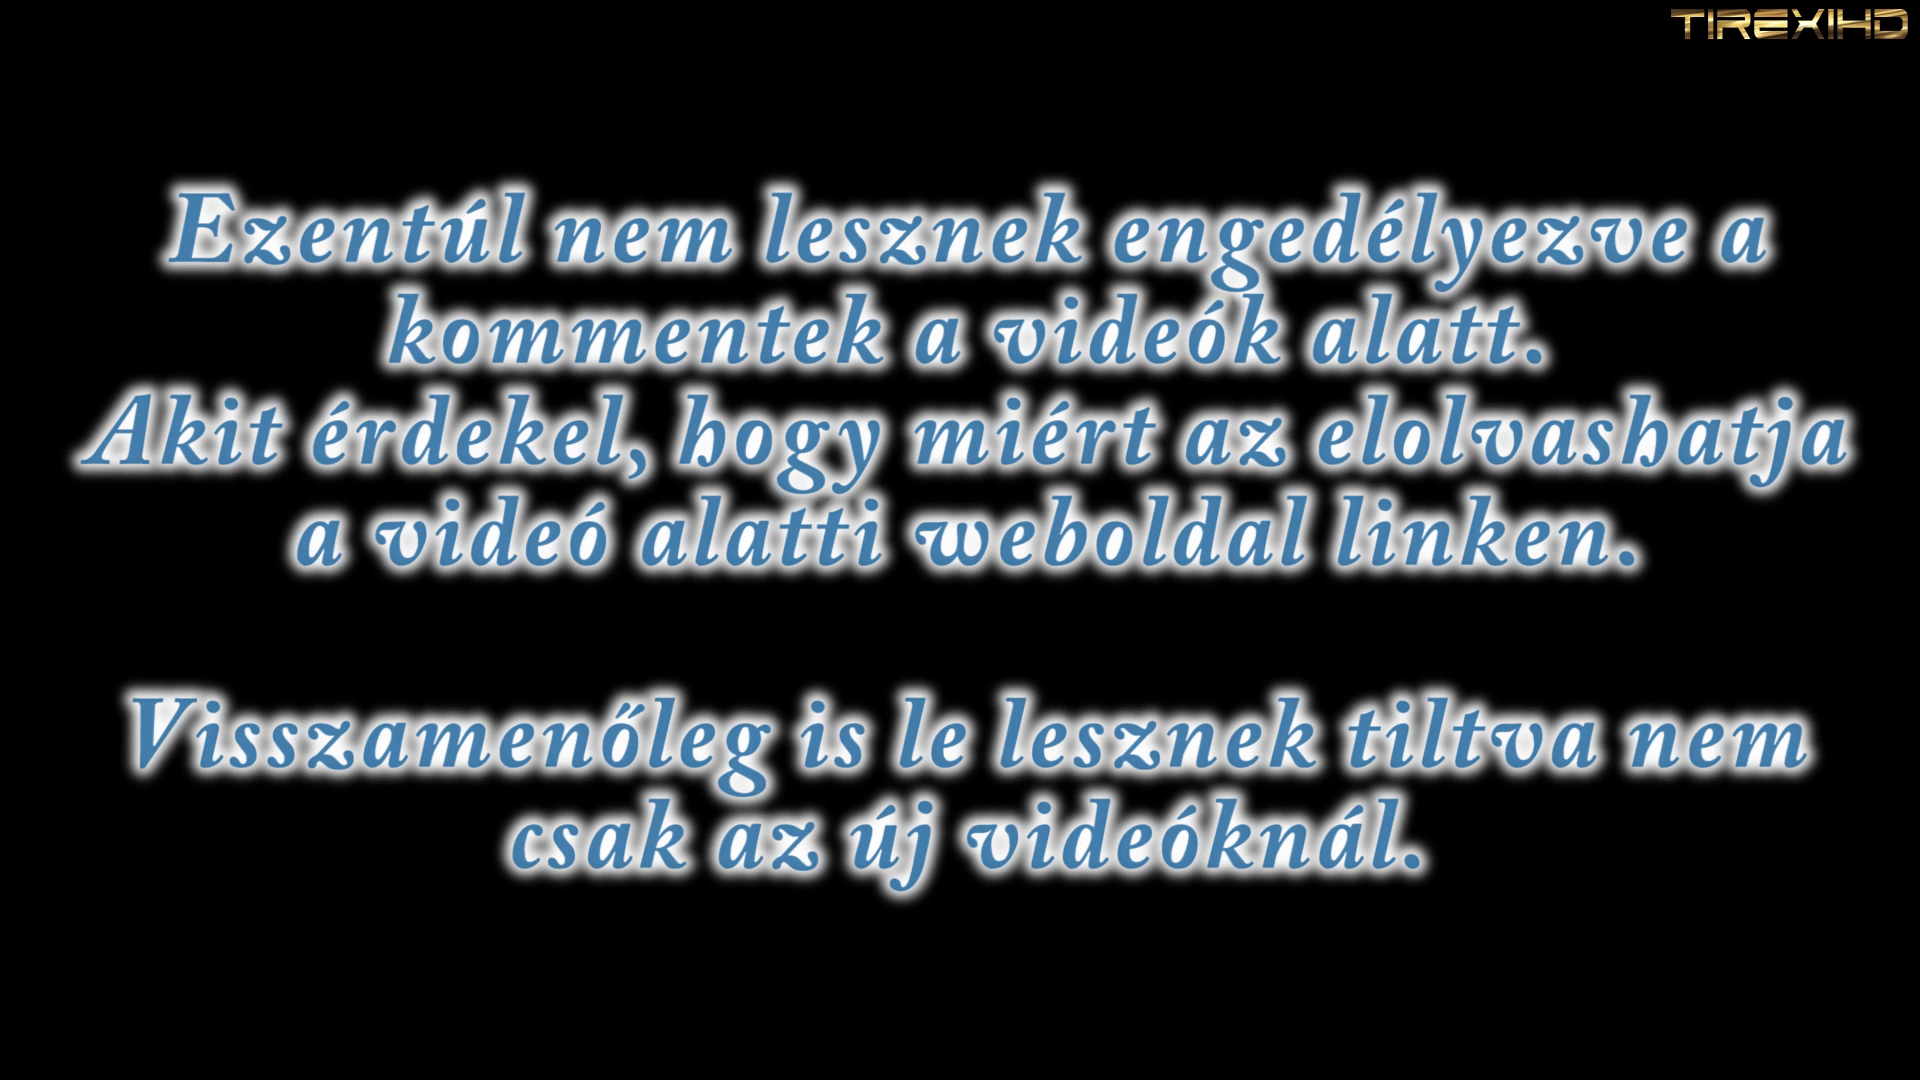 TIREXIHD
Ezentúl nem lesznek engedélyezve a
kommentek a videók alatt.
Akit érdekel, hogy miért az elolvashatja
a videó alatti weboldal linken.
Visszamenőleg is le lesznek tiltva nem
csak az új videóknál.